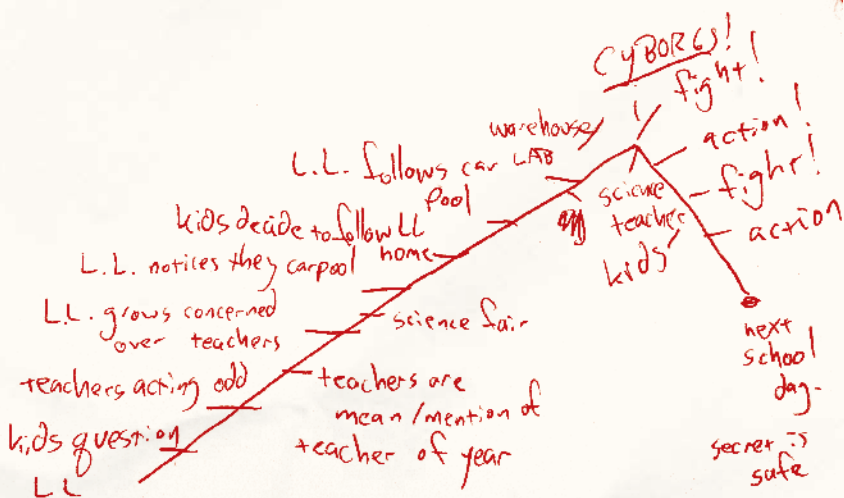 CYBORGS!
fight!
action!
fight!
action
warehouse/
LAB
science
teacher
kids
L.L. follows car
pool
kids decide to follow LL
home
L.L. notices they carpool
L.L. grows concerned
over teachers
science fair
teachers acting odd
teachers are
mean/mention of
teacher of year
kids question
LL
next
school
day-
secret is
safe